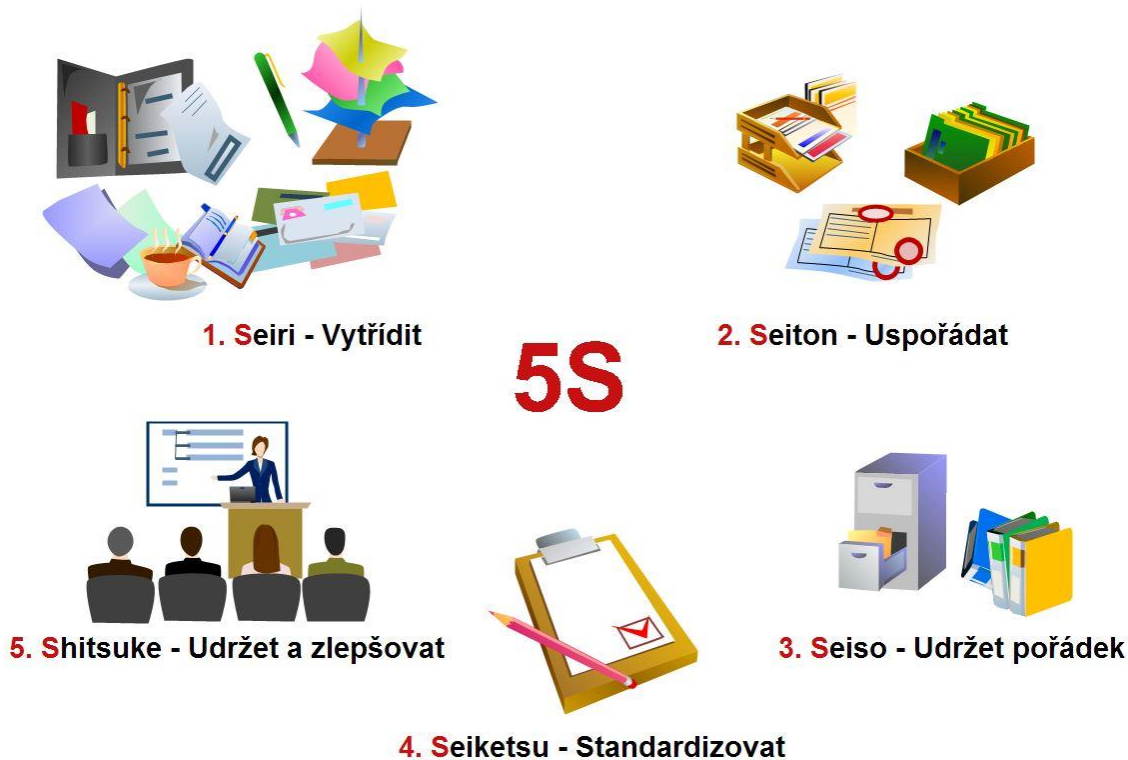 1. Seiri - Vytřídit
2. Seiton - Uspořádat
5S
5. Shitsuke - Udržet a zlepšovat
3. Seiso - Udržet pořádek
4. Seiketsu - Standardizovat